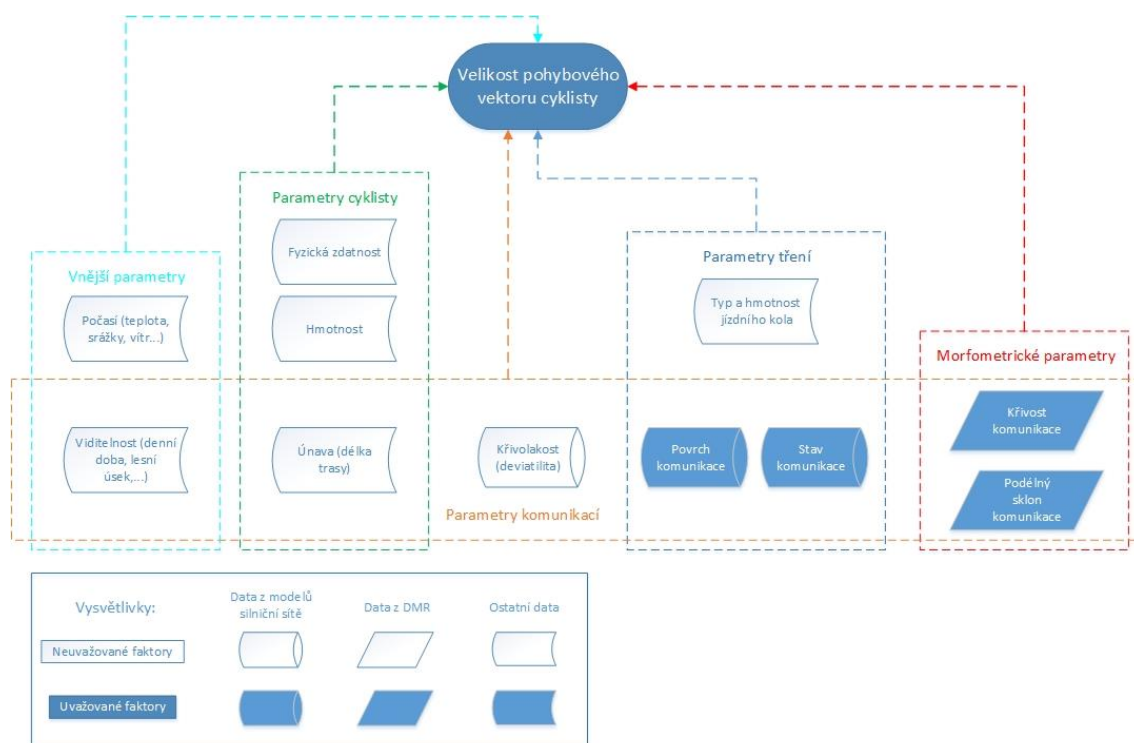 Velikost pohybového
vektoru cyklisty
Parametry cyklisty
Fyzická zdatnost
Hmotnost
Únava (délka
trasy)
Vnější parametry
Počasí (teplota,
srážky, vítr...)
Viditelnost (denní
doba, lesní
úsek,...)
Křivolakost
(deviatilita)
Parametry komunikací
Parametry tření
Typ a hmotnost
jízdního kola
Povrch
komunikace
Stav
komunikace
Morfometrické parametry
Křivost
komunikace
Podélný
sklon
komunikace
Vysvětlivky:
Data z modelů
silniční sítě
Data z DMR
Ostatní data
Neuvažované faktory
Uvažované faktory